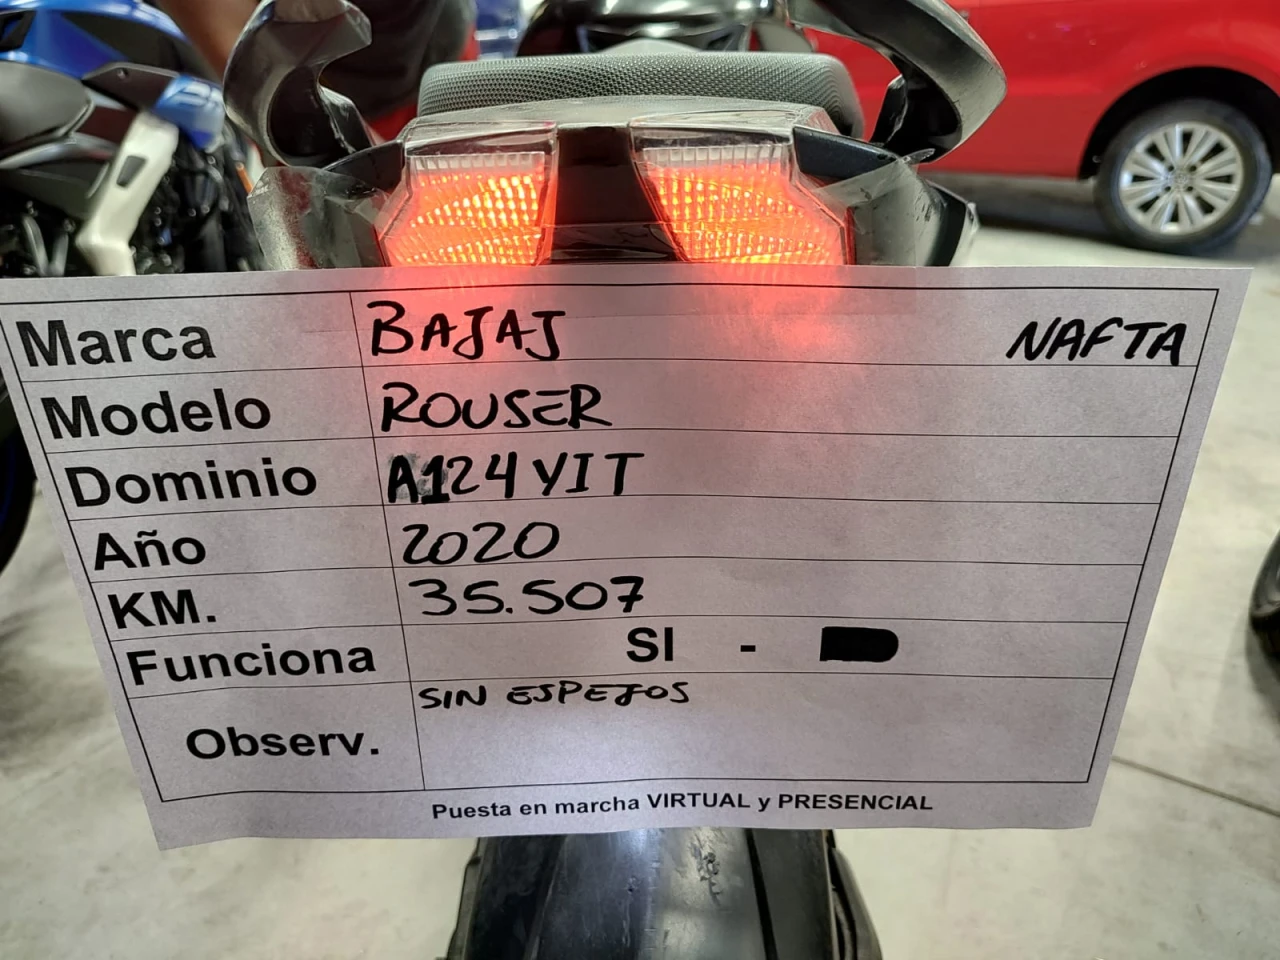 Marca BAJAJ NAFTA
Modelo ROUSER
Dominio A124YIT
Año 2020
KM. 35.507
Funciona SI -
Observ. SIN ESPEJOS
Puesta en marcha VIRTUAL y PRESENCIAL